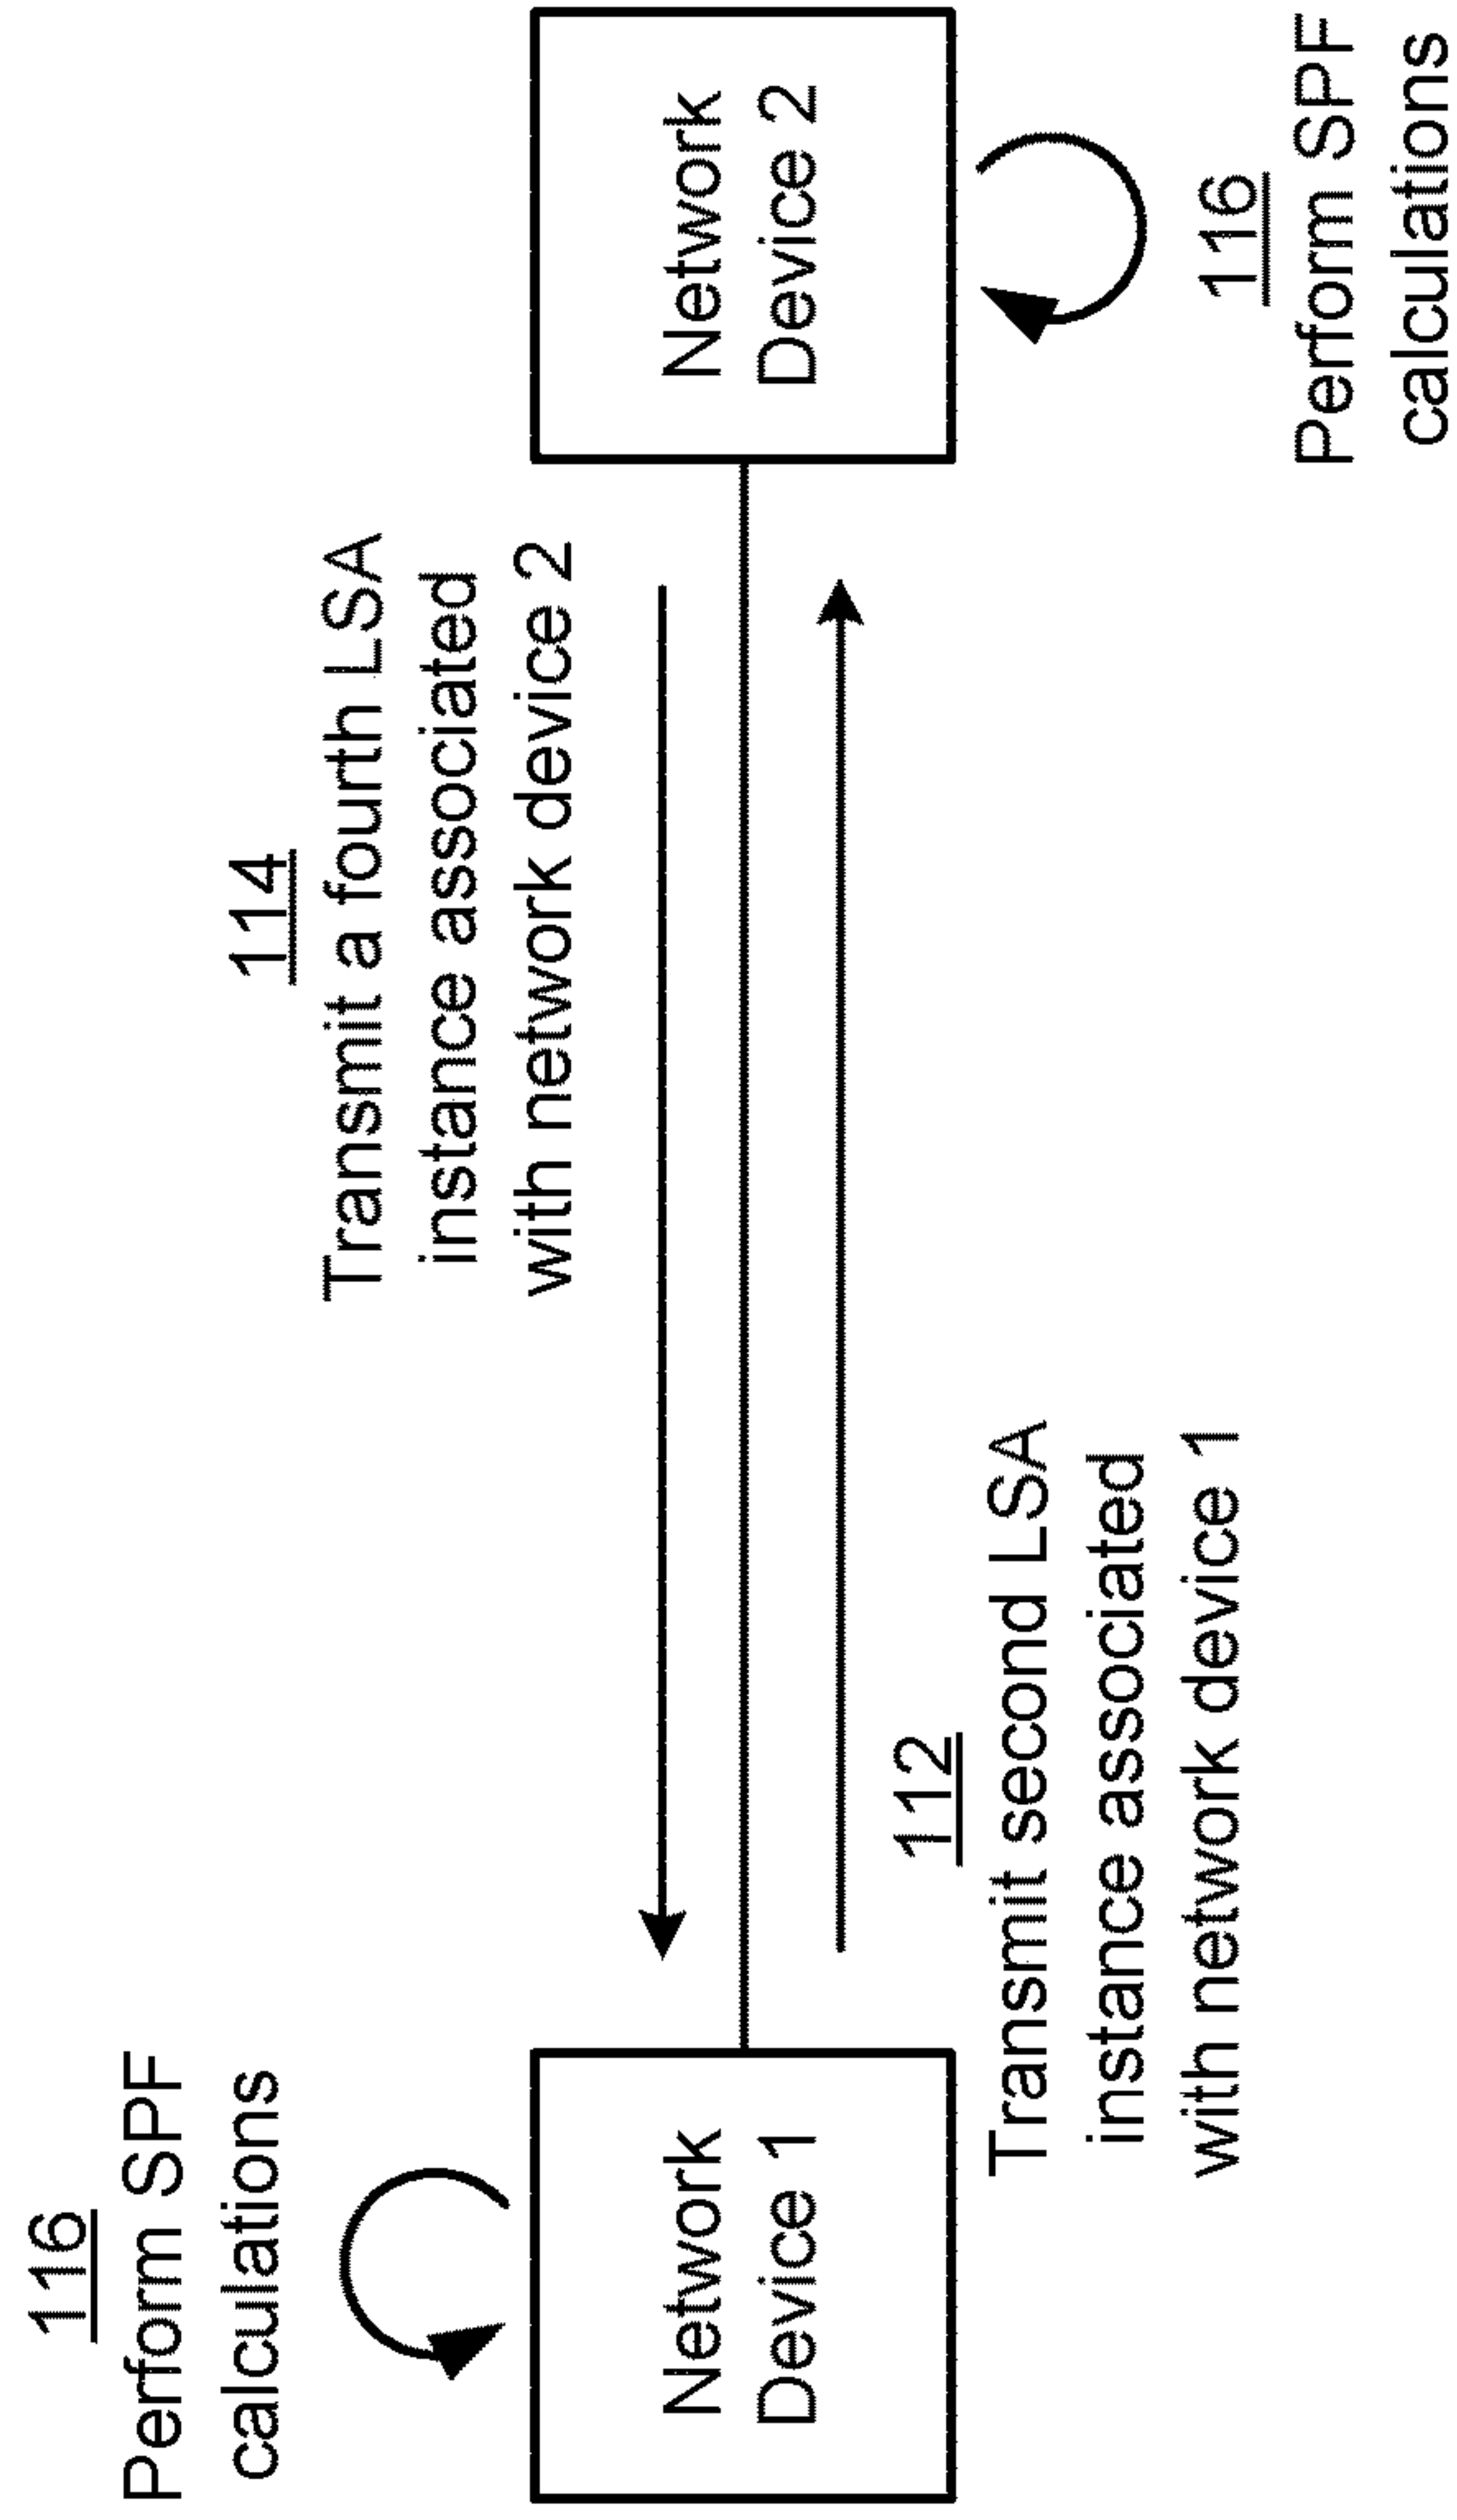 116
Perform SPF
calculations
114
Transmit a fourth LSA
instance associated
with network device 2
Network
Device 1
Network
Device 2
112
Transmit second LSA
instance associated
with network device 1
116
Perform SPF
calculations